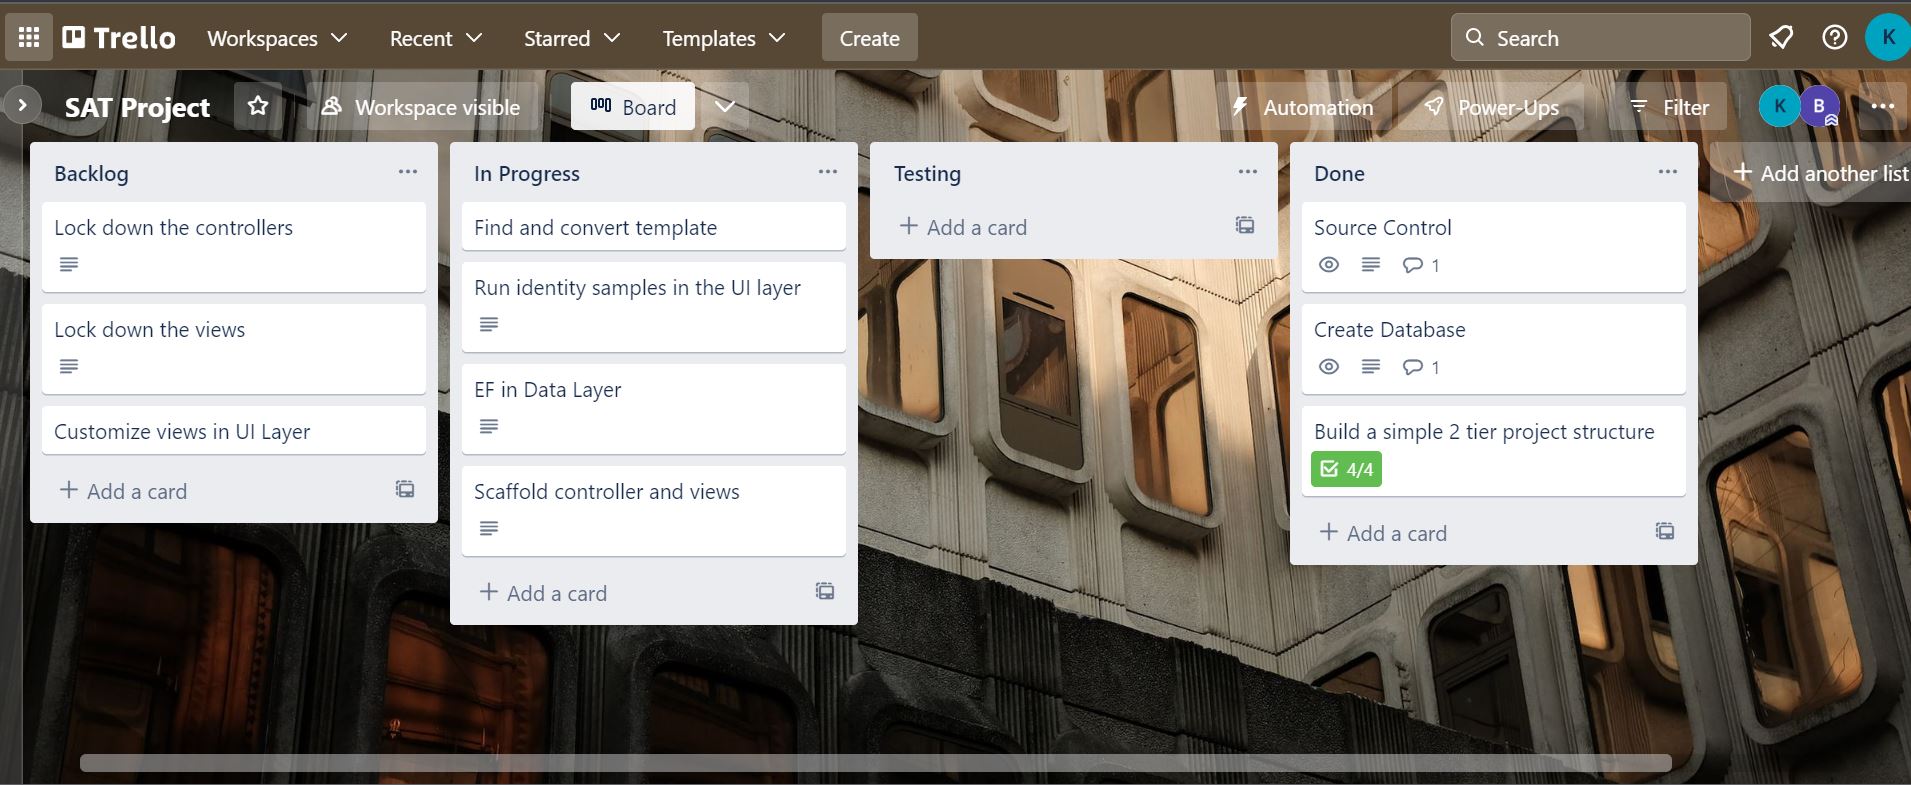 Trello
Workspaces
Recent
Starred
Templates
Create
Search
K
SAT Project
Workspace visible
Board
Automation
Power-Ups
Filter
K
B
Backlog
Lock down the controllers
Lock down the views
Customize views in UI Layer
+ Add a card
In Progress
Find and convert template
Run identity samples in the UI layer
EF in Data Layer
Scaffold controller and views
+ Add a card
Testing
+ Add a card
Done
Source Control
1
Create Database
1
Build a simple 2 tier project structure
4/4
+ Add a card
+ Add another list